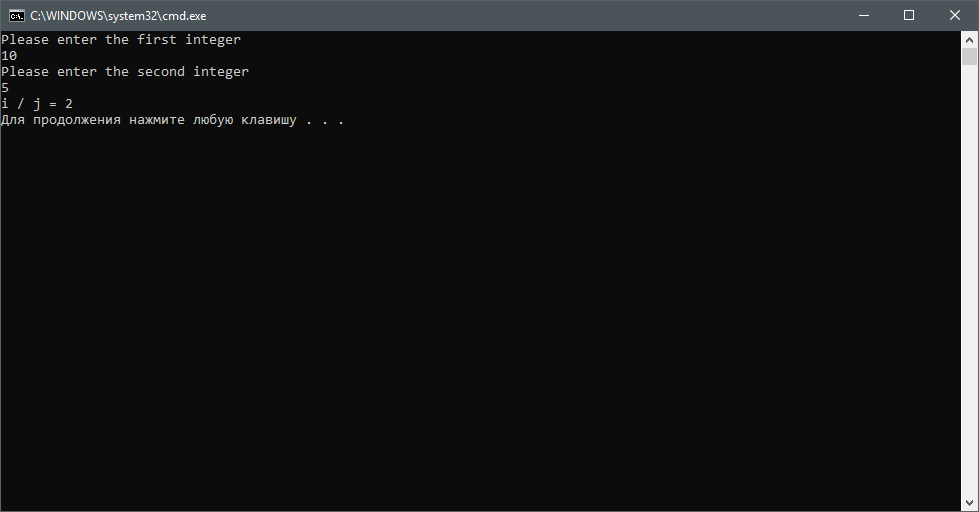 C:\WINDOWS\system32\cmd.exe
Please enter the first integer
10
Please enter the second integer
5
i / j = 2
Для продолжения нажмите любую клавишу . . .